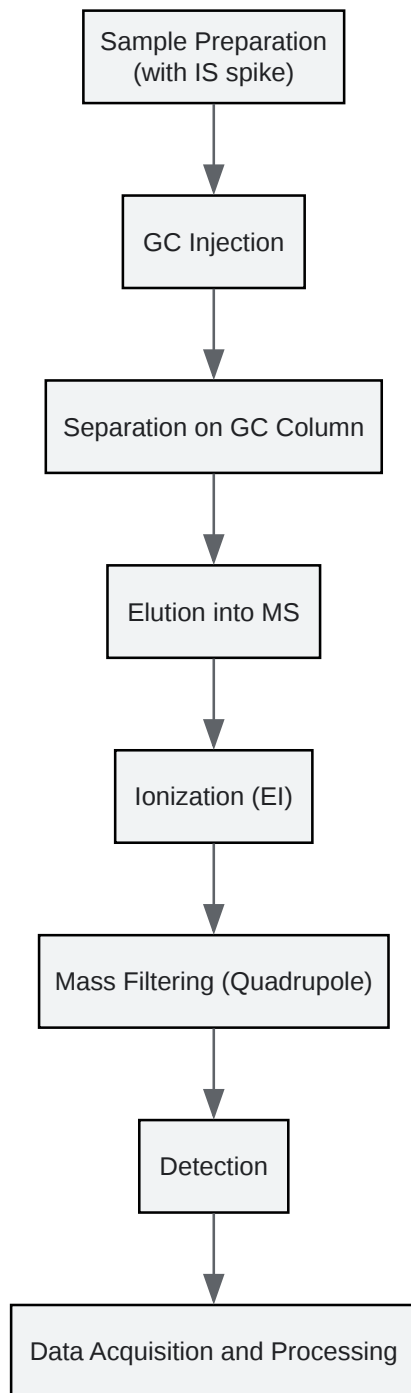 Sample Preparation
(with IS spike)
GC Injection
Separation on GC Column
Elution into MS
Ionization (EI)
Mass Filtering (Quadrupole)
Detection
Data Acquisition and Processing